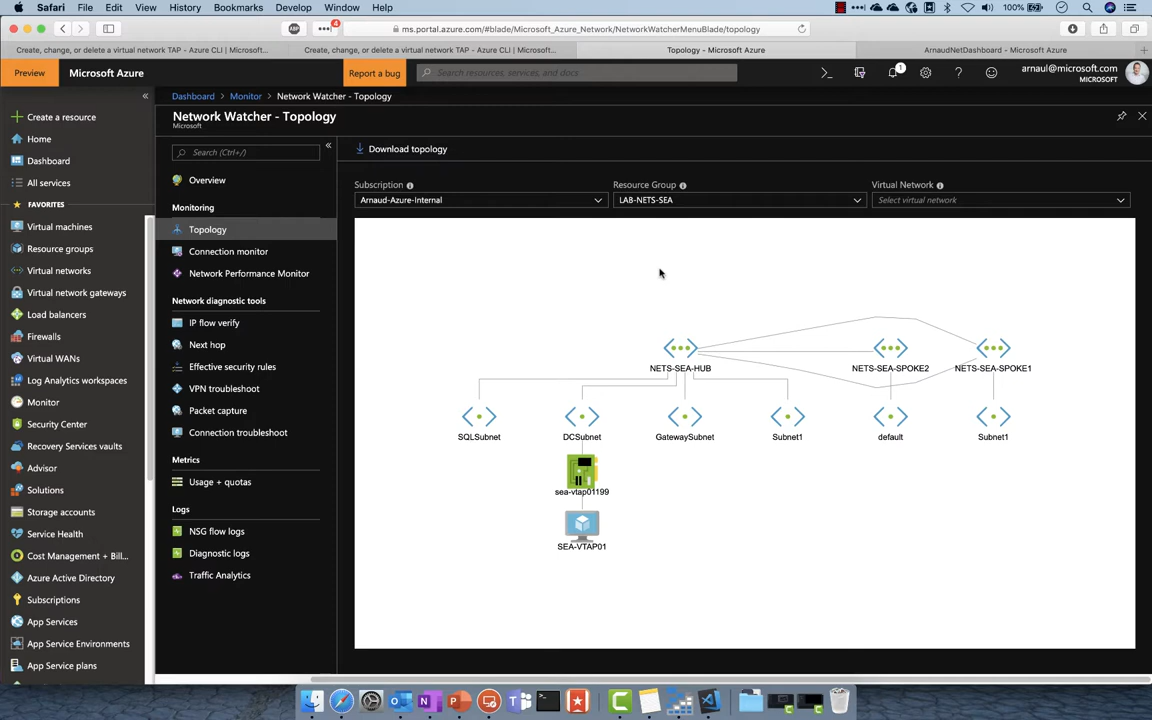 Safari File Edit View History Bookmarks Develop Window Help 100%
4
ABP
ms.portal.azure.com/#blade/Microsoft_Azure_Network/NetworkWatcherMenuBlade/topology
Create, change, or delete a virtual network TAP - Azure CLI | Microsoft...
Create, change, or delete a virtual network TAP - Azure CLI | Microsoft...
Topology - Microsoft Azure
ArnaudNetDashboard - Microsoft Azure
Preview
Microsoft Azure
Report a bug
Search resources, services, and docs
1
arnaul@microsoft.com
MICROSOFT
Create a resource
Home
Dashboard
All services
FAVORITES
Virtual machines
Resource groups
Virtual networks
Virtual network gateways
Load balancers
Firewalls
Virtual WANs
Log Analytics workspaces
Monitor
Security Center
Recovery Services vaults
Advisor
Solutions
Storage accounts
Service Health
Cost Management + Bill...
Azure Active Directory
Subscriptions
App Services
App Service Environments
App Service plans
Dashboard > Monitor > Network Watcher - Topology
Network Watcher - Topology
Microsoft
Search (Ctrl+/)
Overview
Monitoring
Topology
Connection monitor
Network Performance Monitor
Network diagnostic tools
IP flow verify
Next hop
Effective security rules
VPN troubleshoot
Packet capture
Connection troubleshoot
Metrics
Usage + quotas
Logs
NSG flow logs
Diagnostic logs
Traffic Analytics
Download topology
Subscription
Arnaud-Azure-Internal
Resource Group
LAB-NETS-SEA
Virtual Network
Select virtual network
NETS-SEA-HUB
NETS-SEA-SPOKE2
NETS-SEA-SPOKE1
SQLSubnet
DCSubnet
GatewaySubnet
Subnet1
default
Subnet1
sea-vtap01199
SEA-VTAP01